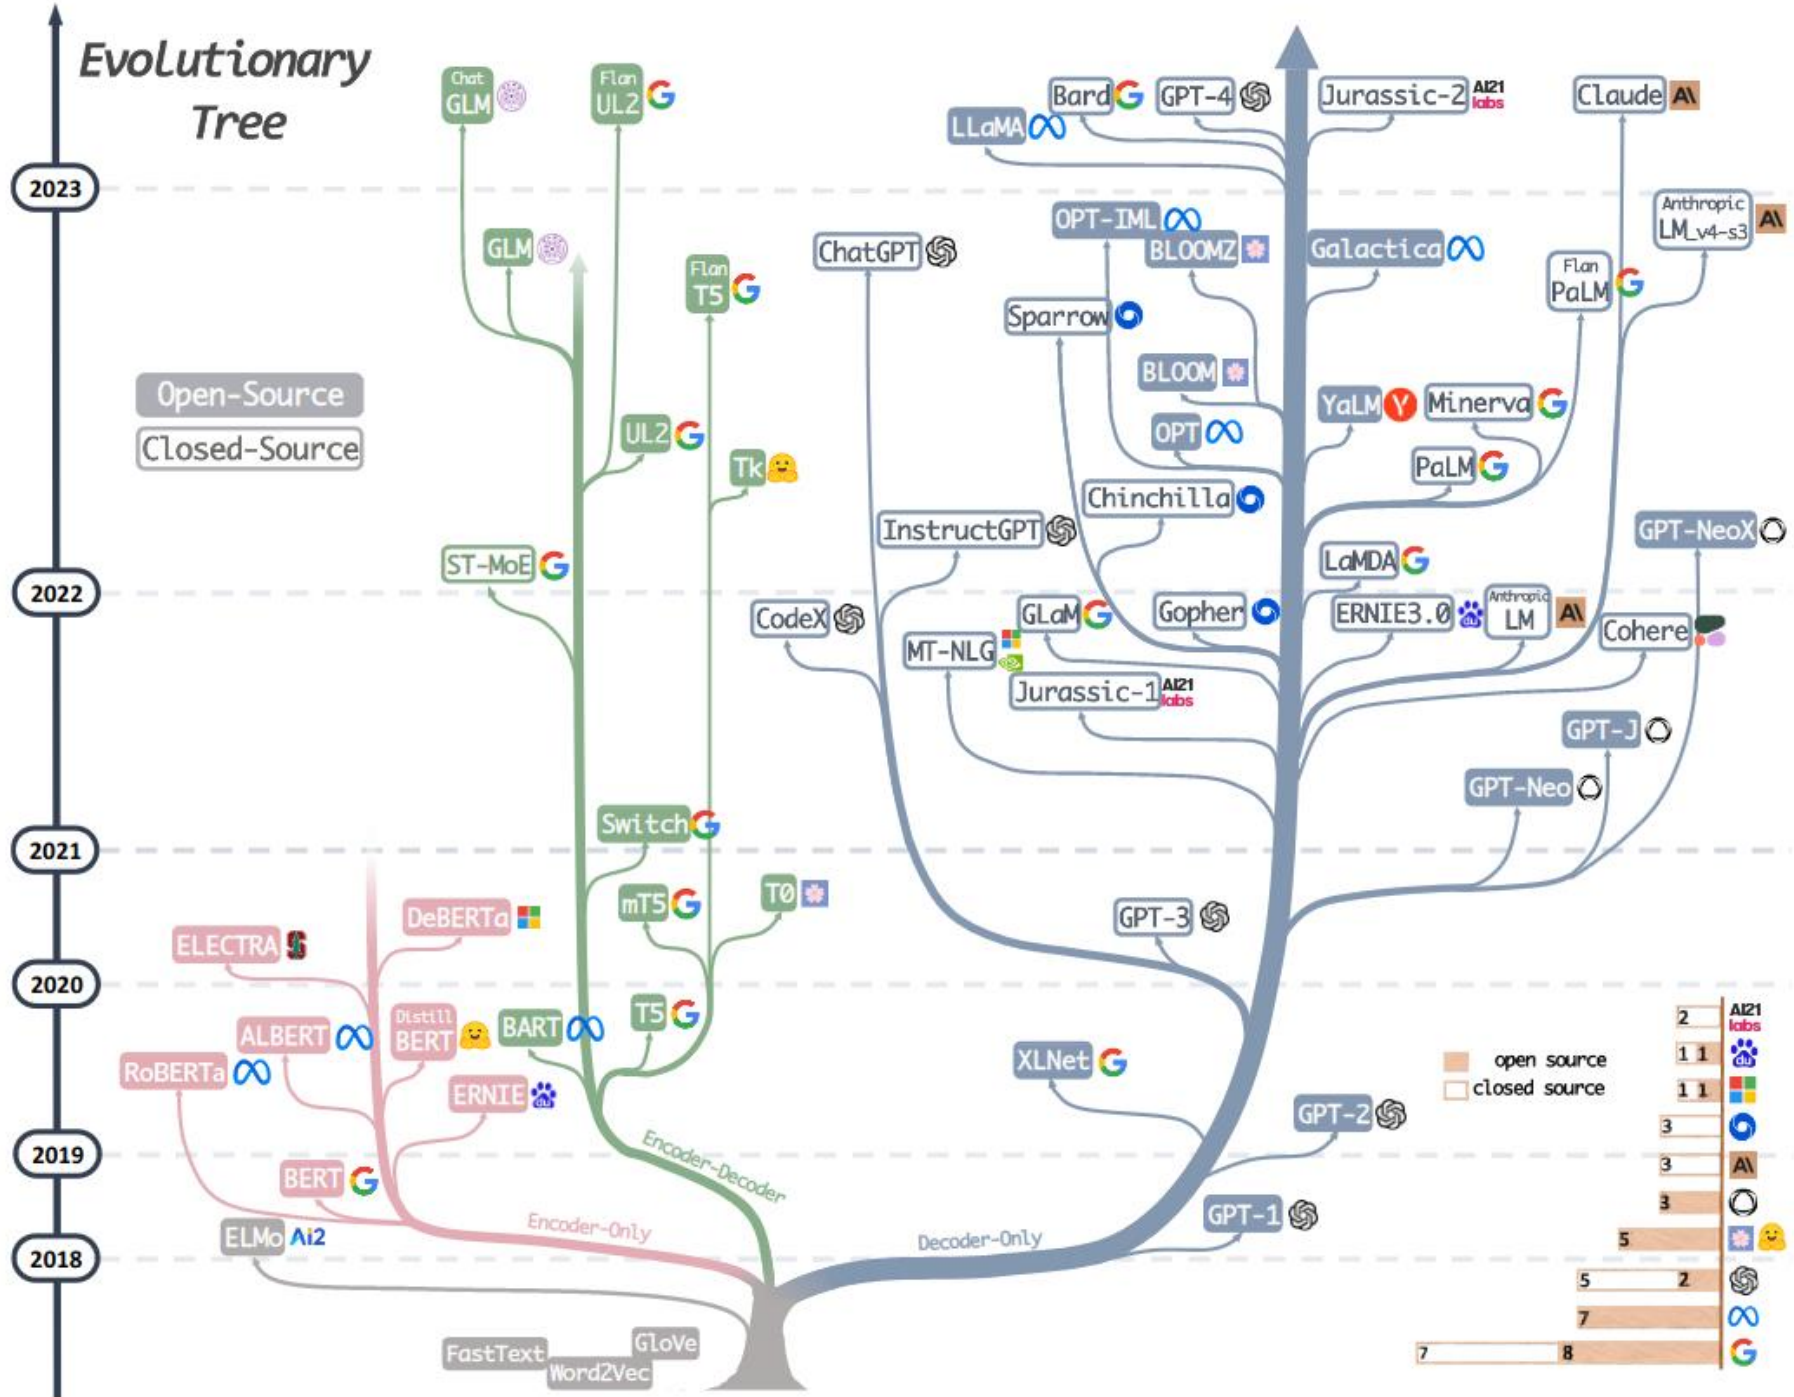 Evolutionary
Tree
Open-Source
Closed-Source
2023
2022
2021
2020
2019
2018
Chat
GLM
Flan
UL2
GLM
Flan
T5
UL2
Tk
ST-MoE
Switch
mT5
T0
T5
BART
Encoder-Decoder
DeBERTa
ELECTRA
Distill
BERT
ALBERT
RoBERTa
ERNIE
BERT
Encoder-Only
ELMo
Ai2
FastText
Word2Vec
GloVe
Bard
GPT-4
Jurassic-2
AI21
labs
Claude
A\
LLaMA
OPT-IML
BLOOMZ
Galactica
Anthropic
LM_v4-s3
A\
ChatGPT
Flan
PaLM
Sparrow
BLOOM
YaLM
Minerva
OPT
PaLM
Chinchilla
InstructGPT
GPT-NeoX
LaMDA
CodeX
GLaM
Gopher
ERNIE3.0
du
Anthropic
LM
A\
Cohere
MT-NLG
Jurassic-1
AI21
labs
GPT-J
GPT-Neo
GPT-3
XLNet
GPT-2
GPT-1
Decoder-Only
open source
closed source
2
AI21
labs
1 1
du
1 1
3
3
A\
3
5
5 2
7
7 8